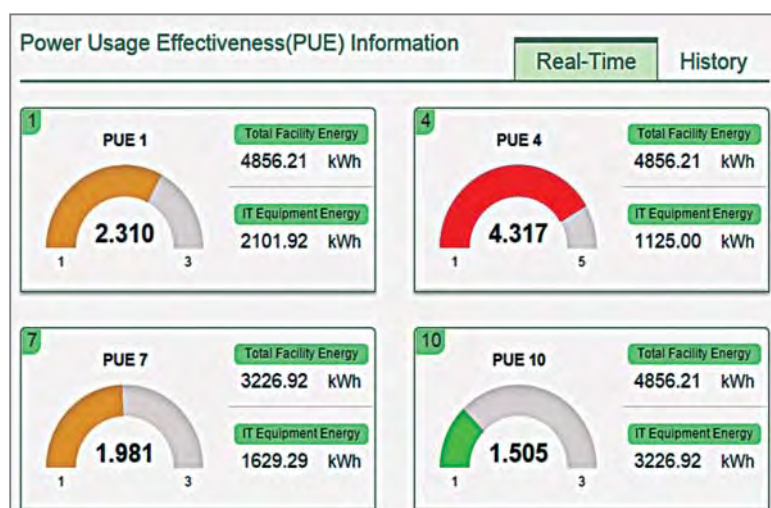 Power Usage Effectiveness(PUE) Information
Real-Time
History
1
PUE 1
2.310
1
3
Total Facility Energy
4856.21 kWh
IT Equipment Energy
2101.92 kWh
4
PUE 4
4.317
1
5
Total Facility Energy
4856.21 kWh
IT Equipment Energy
1125.00 kWh
7
PUE 7
1.981
1
3
Total Facility Energy
3226.92 kWh
IT Equipment Energy
1629.29 kWh
10
PUE 10
1.505
1
3
Total Facility Energy
4856.21 kWh
IT Equipment Energy
3226.92 kWh